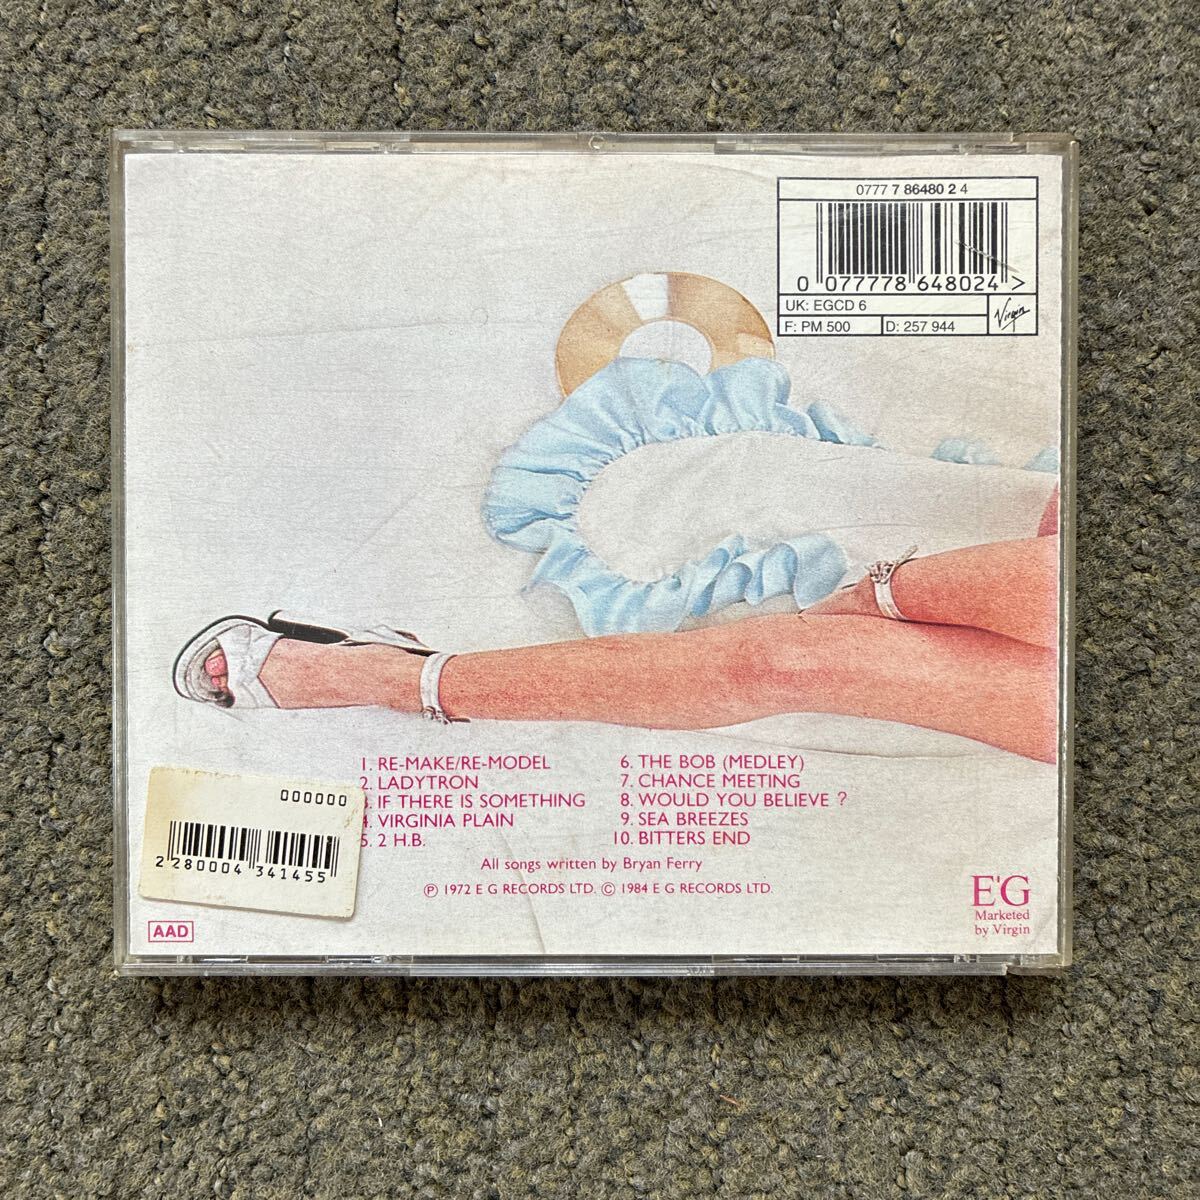 0777 7 86480 2 4
0 077778 648024 >
UK: EGCD 6
F: PM 500
D: 257 944
Virgin
1. RE-MAKE/RE-MODEL
2. LADYTRON
3. IF THERE IS SOMETHING
4. VIRGINIA PLAIN
5. 2 H.B.
6. THE BOB (MEDLEY)
7. CHANCE MEETING
8. WOULD YOU BELIEVE ?
9. SEA BREEZES
10. BITTERS END
All songs written by Bryan Ferry
Ⓟ 1972 E G RECORDS LTD. © 1984 E G RECORDS LTD.
000000
2 280004 341455
AAD
E'G
Marketed
by Virgin